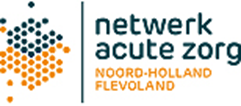 netwerk
acute zorg
NOORD-HOLLAND
FLEVOLAND